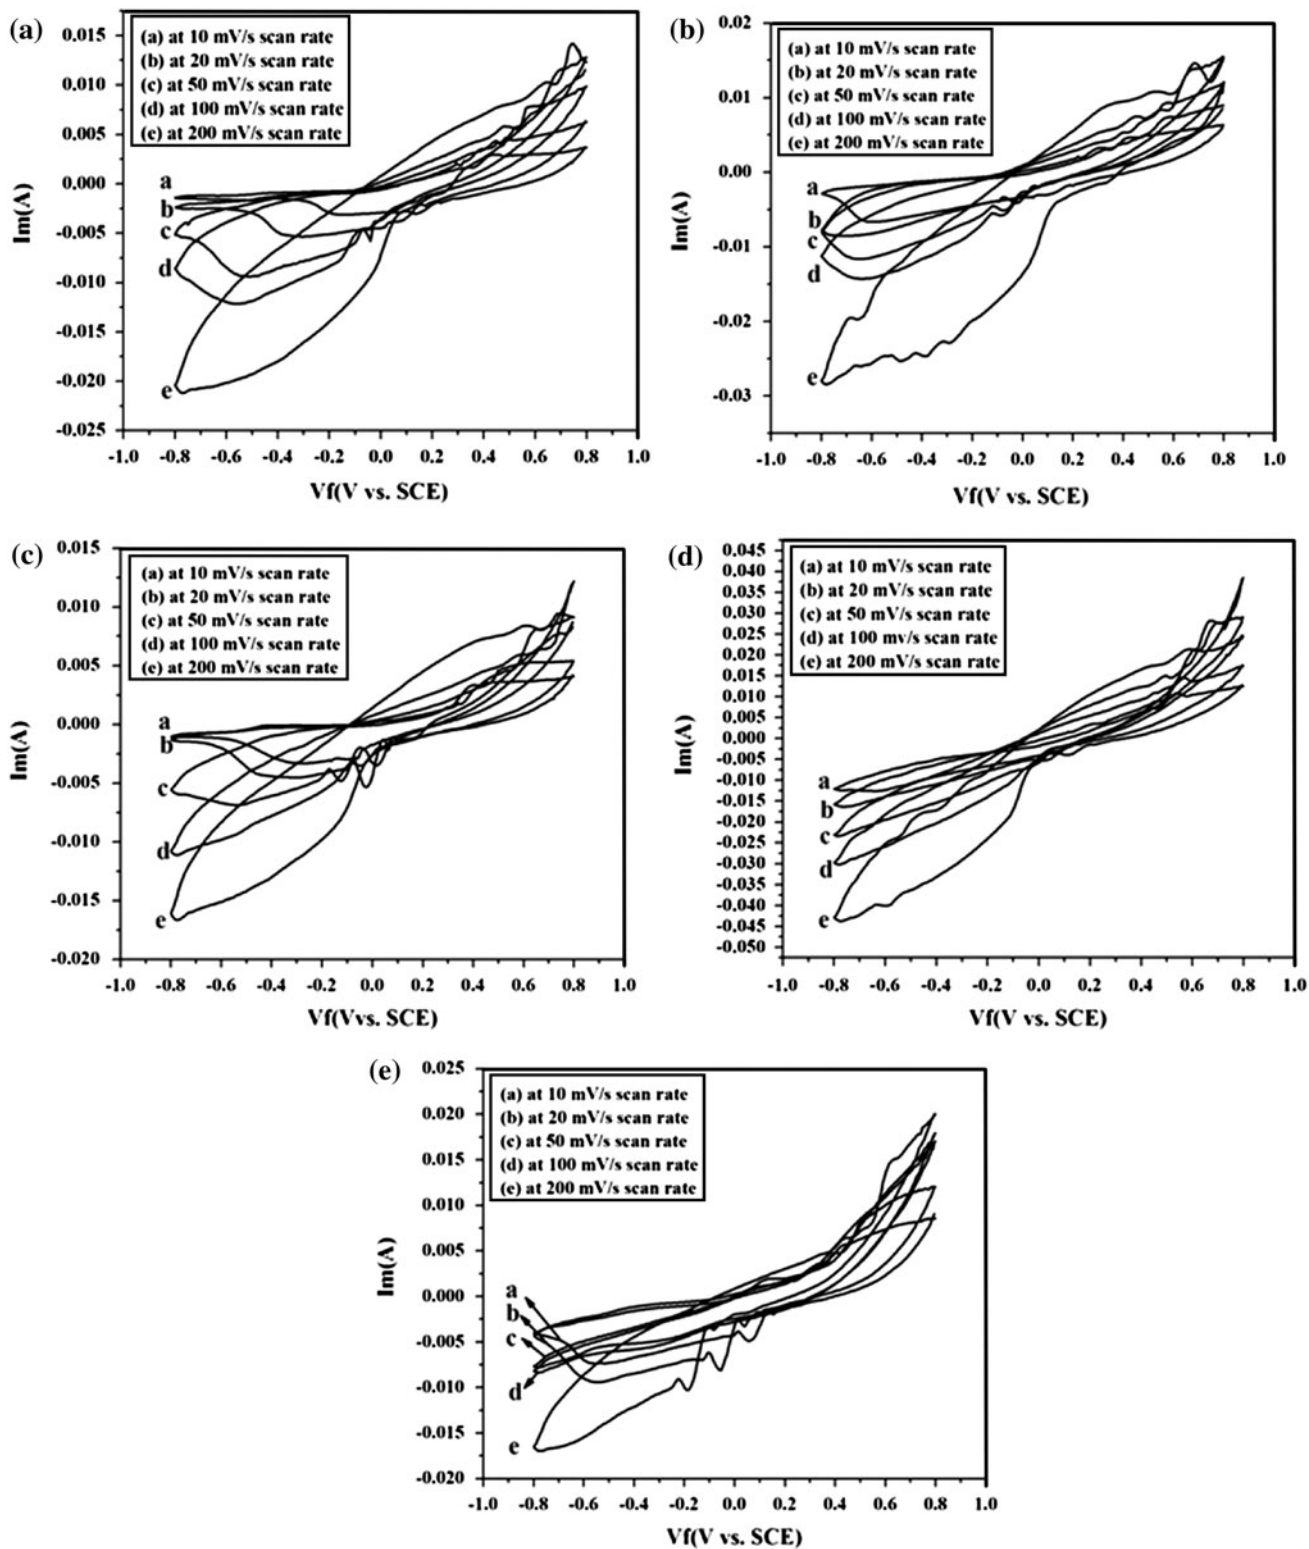 (a)
(a) at 10 mV/s scan rate
(b) at 20 mV/s scan rate
(c) at 50 mV/s scan rate
(d) at 100 mV/s scan rate
(e) at 200 mV/s scan rate
0.015
0.010
0.005
0.000
-0.005
-0.010
-0.015
-0.020
-0.025
Im(A)
a
b
c
d
e
-1.0 -0.8 -0.6 -0.4 -0.2 0.0 0.2 0.4 0.6 0.8 1.0
Vf(V vs. SCE)
(b)
(a) at 10 mV/s scan rate
(b) at 20 mV/s scan rate
(c) at 50 mV/s scan rate
(d) at 100 mV/s scan rate
(e) at 200 mV/s scan rate
0.02
0.01
0.00
-0.01
-0.02
-0.03
Im(A)
a
b
c
d
e
-1.0 -0.8 -0.6 -0.4 -0.2 0.0 0.2 0.4 0.6 0.8 1.0
Vf(V vs. SCE)
(c)
(a) at 10 mV/s scan rate
(b) at 20 mV/s scan rate
(c) at 50 mV/s scan rate
(d) at 100 mV/s scan rate
(e) at 200 mV/s scan rate
0.015
0.010
0.005
0.000
-0.005
-0.010
-0.015
-0.020
Im(A)
a
b
c
d
e
-1.0 -0.8 -0.6 -0.4 -0.2 0.0 0.2 0.4 0.6 0.8 1.0
Vf(Vvs. SCE)
(d)
(a) at 10 mV/s scan rate
(b) at 20 mV/s scan rate
(c) at 50 mV/s scan rate
(d) at 100 mv/s scan rate
(e) at 200 mV/s scan rate
0.045
0.040
0.035
0.030
0.025
0.020
0.015
0.010
0.005
0.000
-0.005
-0.010
-0.015
-0.020
-0.025
-0.030
-0.035
-0.040
-0.045
-0.050
Im(A)
a
b
c
d
e
-1.0 -0.8 -0.6 -0.4 -0.2 0.0 0.2 0.4 0.6 0.8 1.0
Vf(V vs. SCE)
(e)
(a) at 10 mV/s scan rate
(b) at 20 mV/s scan rate
(c) at 50 mV/s scan rate
(d) at 100 mV/s scan rate
(e) at 200 mV/s scan rate
0.025
0.020
0.015
0.010
0.005
0.000
-0.005
-0.010
-0.015
-0.020
Im(A)
a
b
c
d
e
-1.0 -0.8 -0.6 -0.4 -0.2 0.0 0.2 0.4 0.6 0.8 1.0
Vf(V vs. SCE)